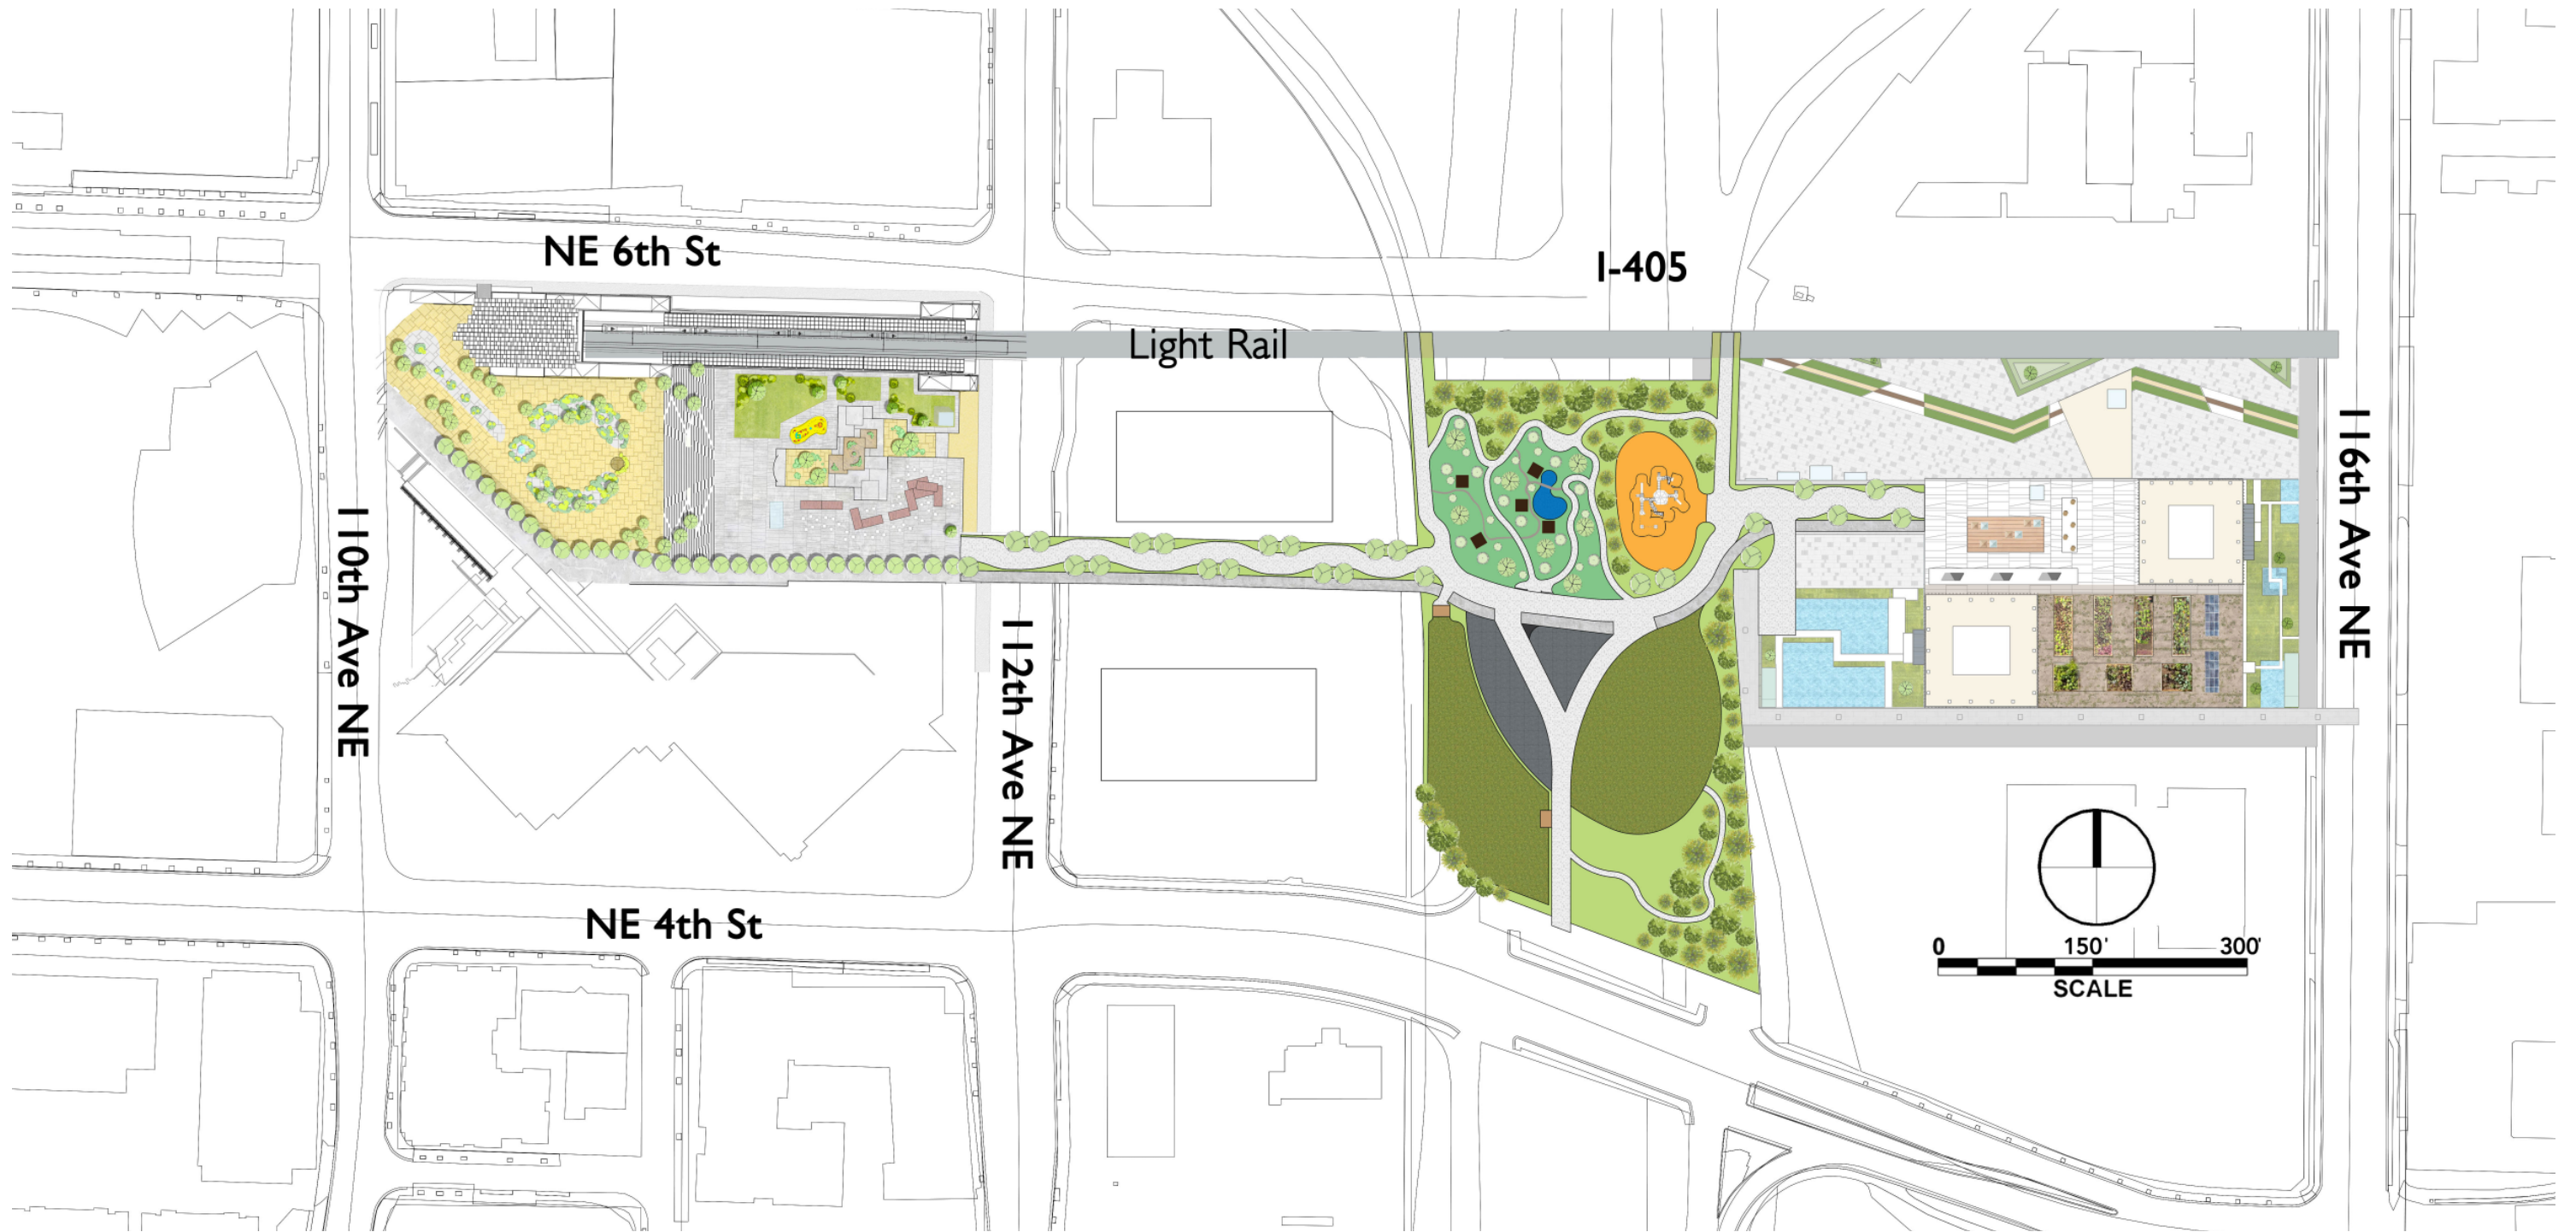 NE 6th St
I-405
Light Rail
110th Ave NE
112th Ave NE
116th Ave NE
NE 4th St
0 150' 300'
SCALE